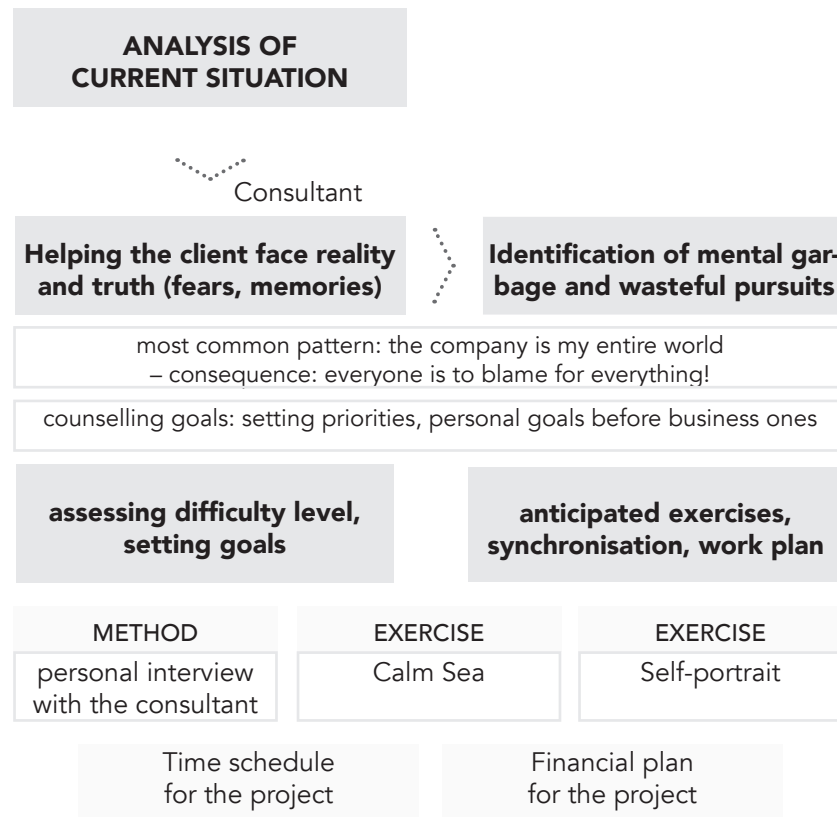 ANALYSIS OF
CURRENT SITUATION
Consultant
Helping the client face reality
and truth (fears, memories)
Identification of mental gar-
bage and wasteful pursuits
most common pattern: the company is my entire world
– consequence: everyone is to blame for everything!
counselling goals: setting priorities, personal goals before business ones
assessing difficulty level,
setting goals
anticipated exercises,
synchronisation, work plan
METHOD
personal interview
with the consultant
EXERCISE
Calm Sea
EXERCISE
Self-portrait
Time schedule
for the project
Financial plan
for the project